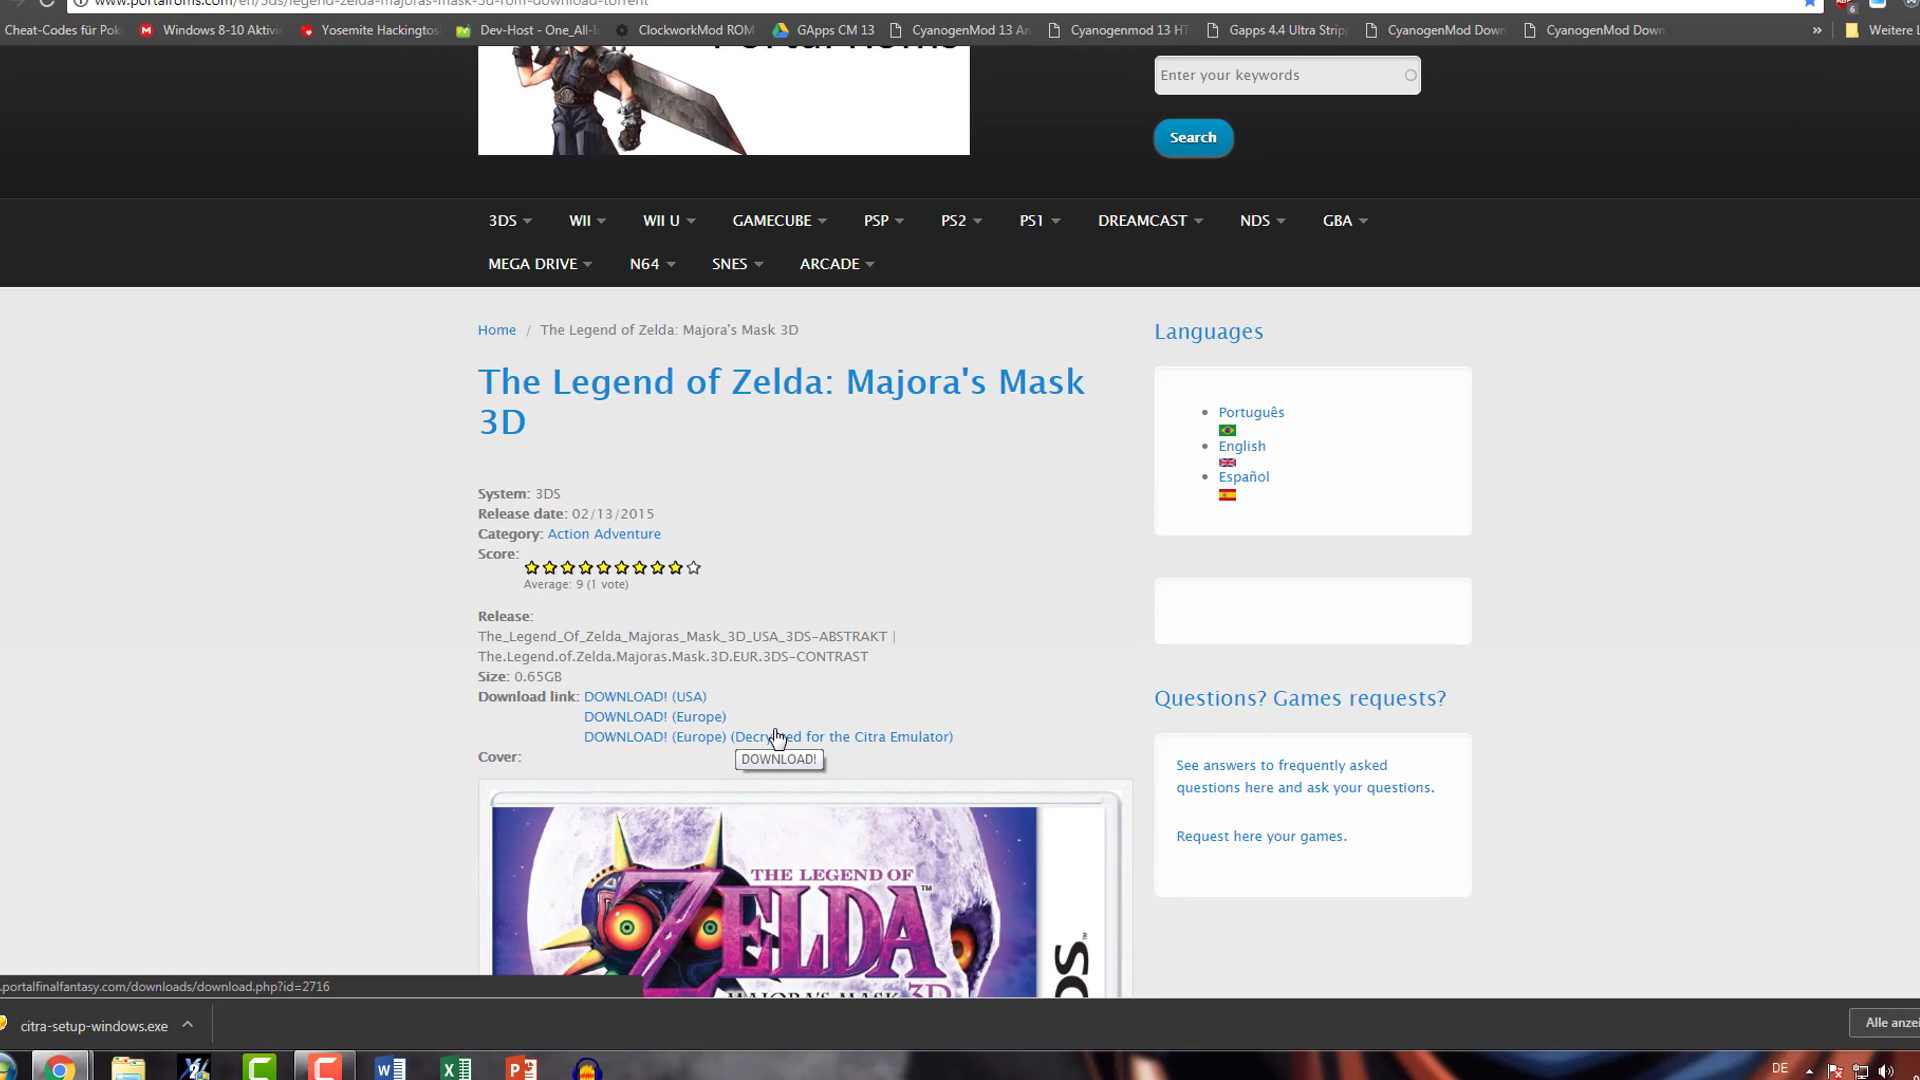 www.portalroms.com/en/3ds/legend-zelda-majoras-mask-3d-rom-download-torrent
6
Cheat-Codes für Pok Windows 8-10 Aktivi Yosemite Hackingtos Dev-Host - One_All-I ClockworkMod ROM GApps CM 13 CyanogenMod 13 An Cyanogenmod 13 HT Gapps 4.4 Ultra Stripp CyanogenMod Down CyanogenMod Down » Weitere L
Enter your keywords
Search
3DS WII WII U GAMECUBE PSP PS2 PS1 DREAMCAST NDS GBA
MEGA DRIVE N64 SNES ARCADE
Home / The Legend of Zelda: Majora's Mask 3D
The Legend of Zelda: Majora's Mask
3D
System: 3DS
Release date: 02/13/2015
Category: Action Adventure
Score:
Average: 9 (1 vote)
Release:
The_Legend_Of_Zelda_Majoras_Mask_3D_USA_3DS-ABSTRAKT |
The.Legend.of.Zelda.Majoras.Mask.3D.EUR.3DS-CONTRAST
Size: 0.65GB
Download link: DOWNLOAD! (USA)
DOWNLOAD! (Europe)
DOWNLOAD! (Europe) (Decrypted for the Citra Emulator)
DOWNLOAD!
Cover:
THE LEGEND OF
ZELDA™
MAJORA'S MASK 3D
Languages
Português
English
Español
Questions? Games requests?
See answers to frequently asked
questions here and ask your questions.
Request here your games.
.portalfinalfantasy.com/downloads/download.php?id=2716
citra-setup-windows.exe
Alle anzei
DE